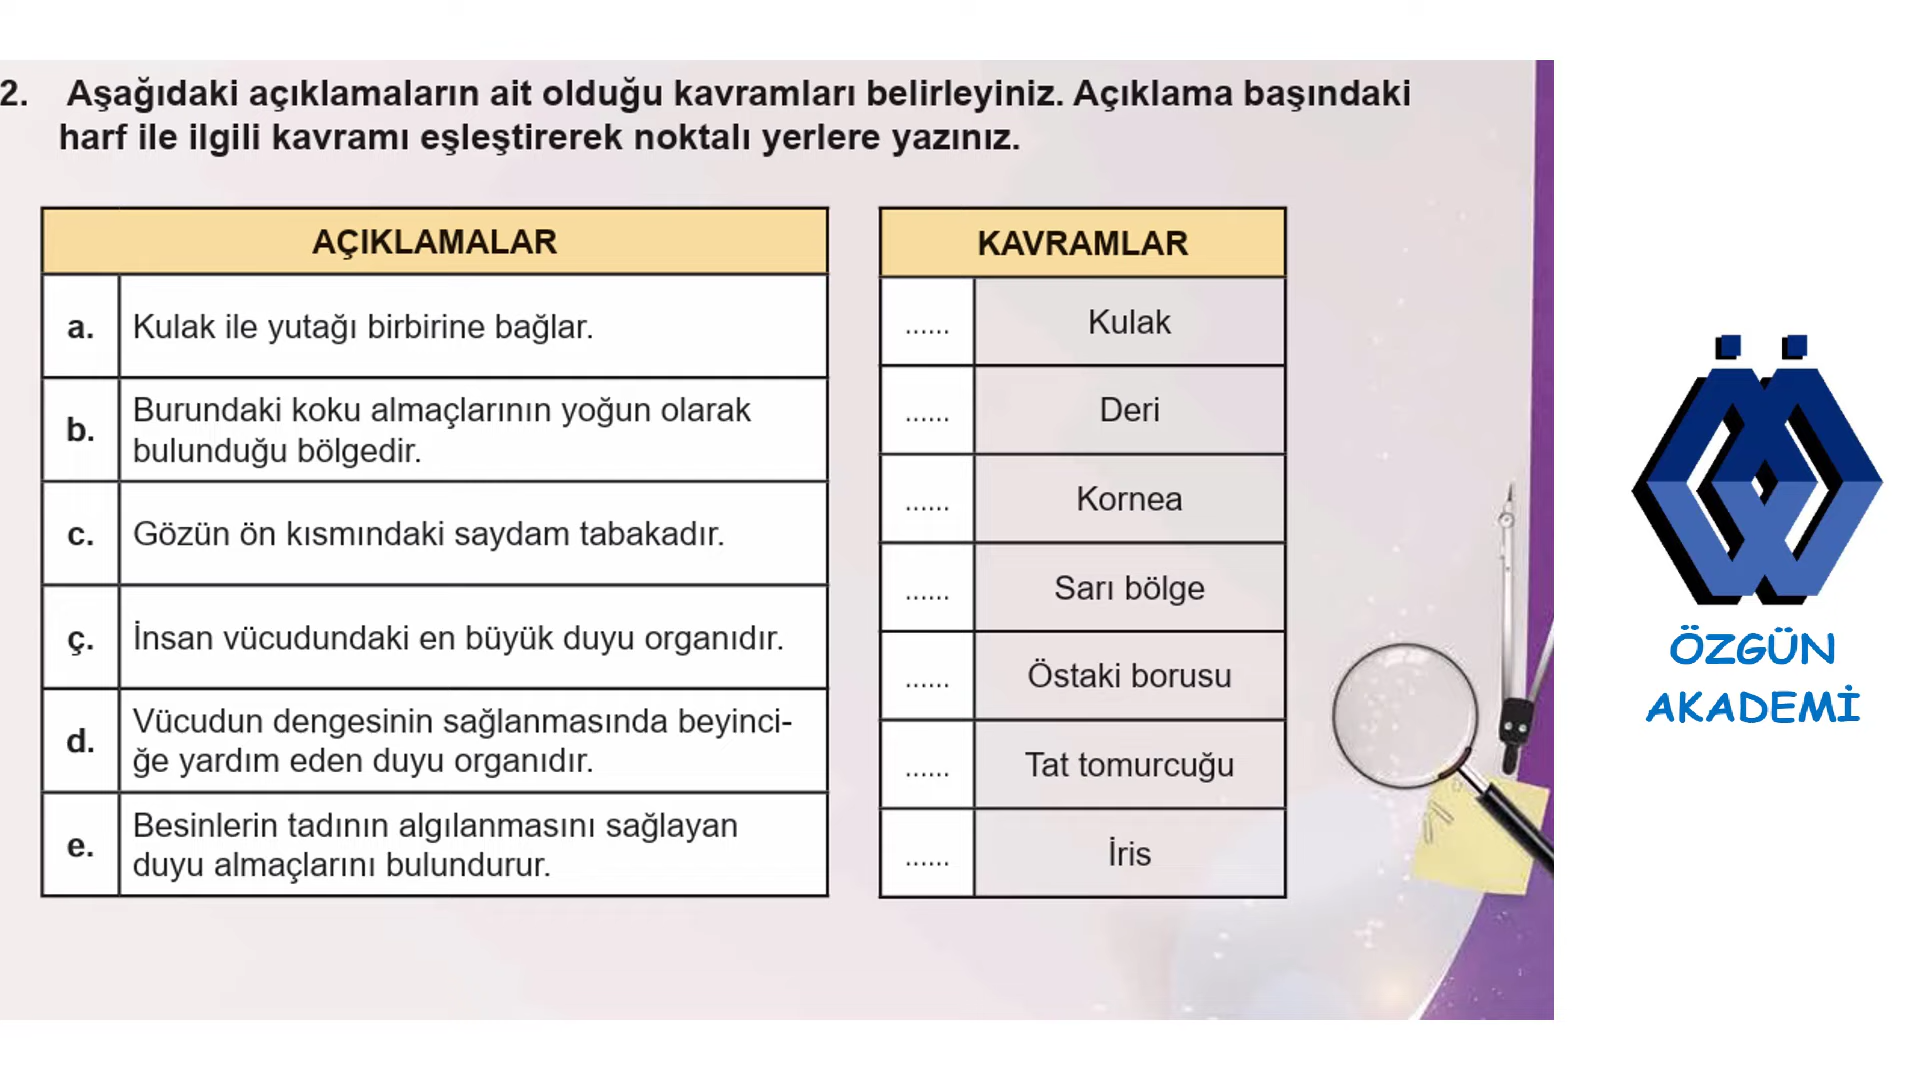 2. Aşağıdaki açıklamaların ait olduğu kavramları belirleyiniz. Açıklama başındaki
harf ile ilgili kavramı eşleştirerek noktalı yerlere yazınız.
AÇIKLAMALAR
a. Kulak ile yutağı birbirine bağlar.
b. Burundaki koku almaçlarının yoğun olarak
bulunduğu bölgedir.
c. Gözün ön kısmındaki saydam tabakadır.
ç. İnsan vücudundaki en büyük duyu organıdır.
d. Vücudun dengesinin sağlanmasında beyinci-
ğe yardım eden duyu organıdır.
e. Besinlerin tadının algılanmasını sağlayan
duyu almaçlarını bulundurur.
KAVRAMLAR
...... Kulak
...... Deri
...... Kornea
...... Sarı bölge
...... Östaki borusu
...... Tat tomurcuğu
...... İris
ÖZGÜN
AKADEMİ